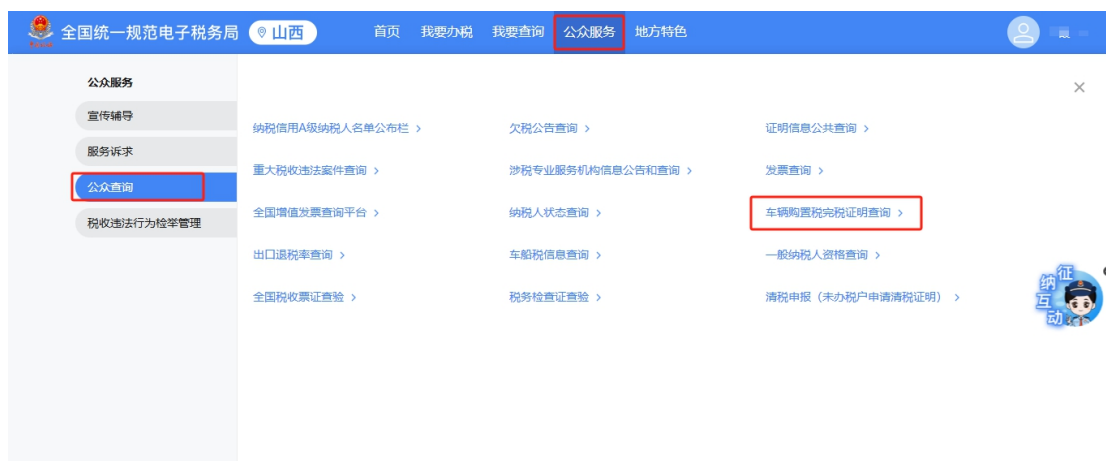 全国统一规范电子税务局 山西 首页 我要办税 我要查询 公众服务 地方特色
公众服务
宣传辅导
服务诉求
公众查询
税收违法行为检举管理
纳税信用A级纳税人名单公布栏 > 欠税公告查询 > 证明信息公共查询 >
重大税收违法案件查询 > 涉税专业服务机构信息公告和查询 > 发票查询 >
全国增值发票查询平台 > 纳税人状态查询 > 车辆购置税完税证明查询 >
出口退税率查询 > 车船税信息查询 > 一般纳税人资格查询 >
全国税收票证查验 > 税务检查证查验 > 清税申报（未办税户申请清税证明） >
征纳互动